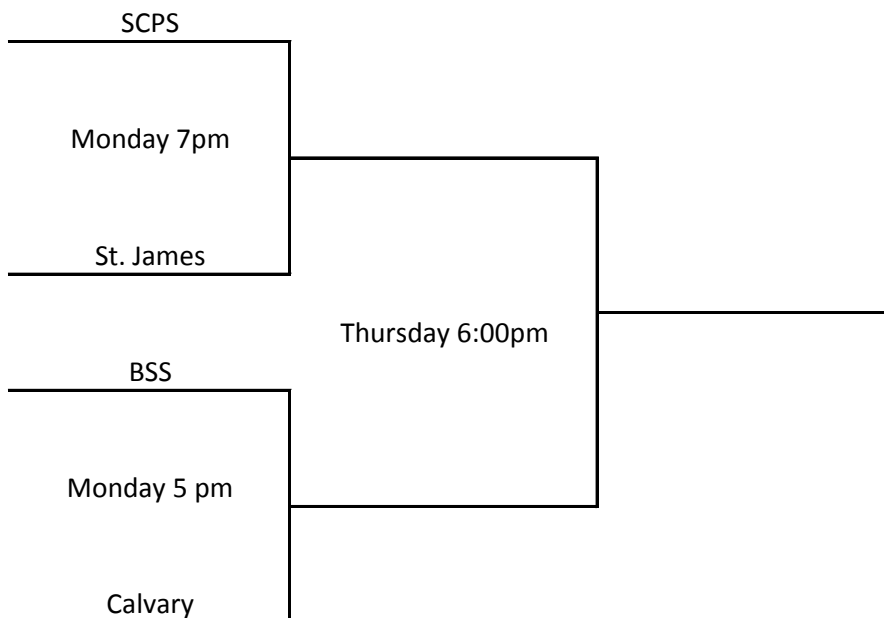 SCPS
Monday 7pm
St. James
Thursday 6:00pm
BSS
Monday 5 pm
Calvary